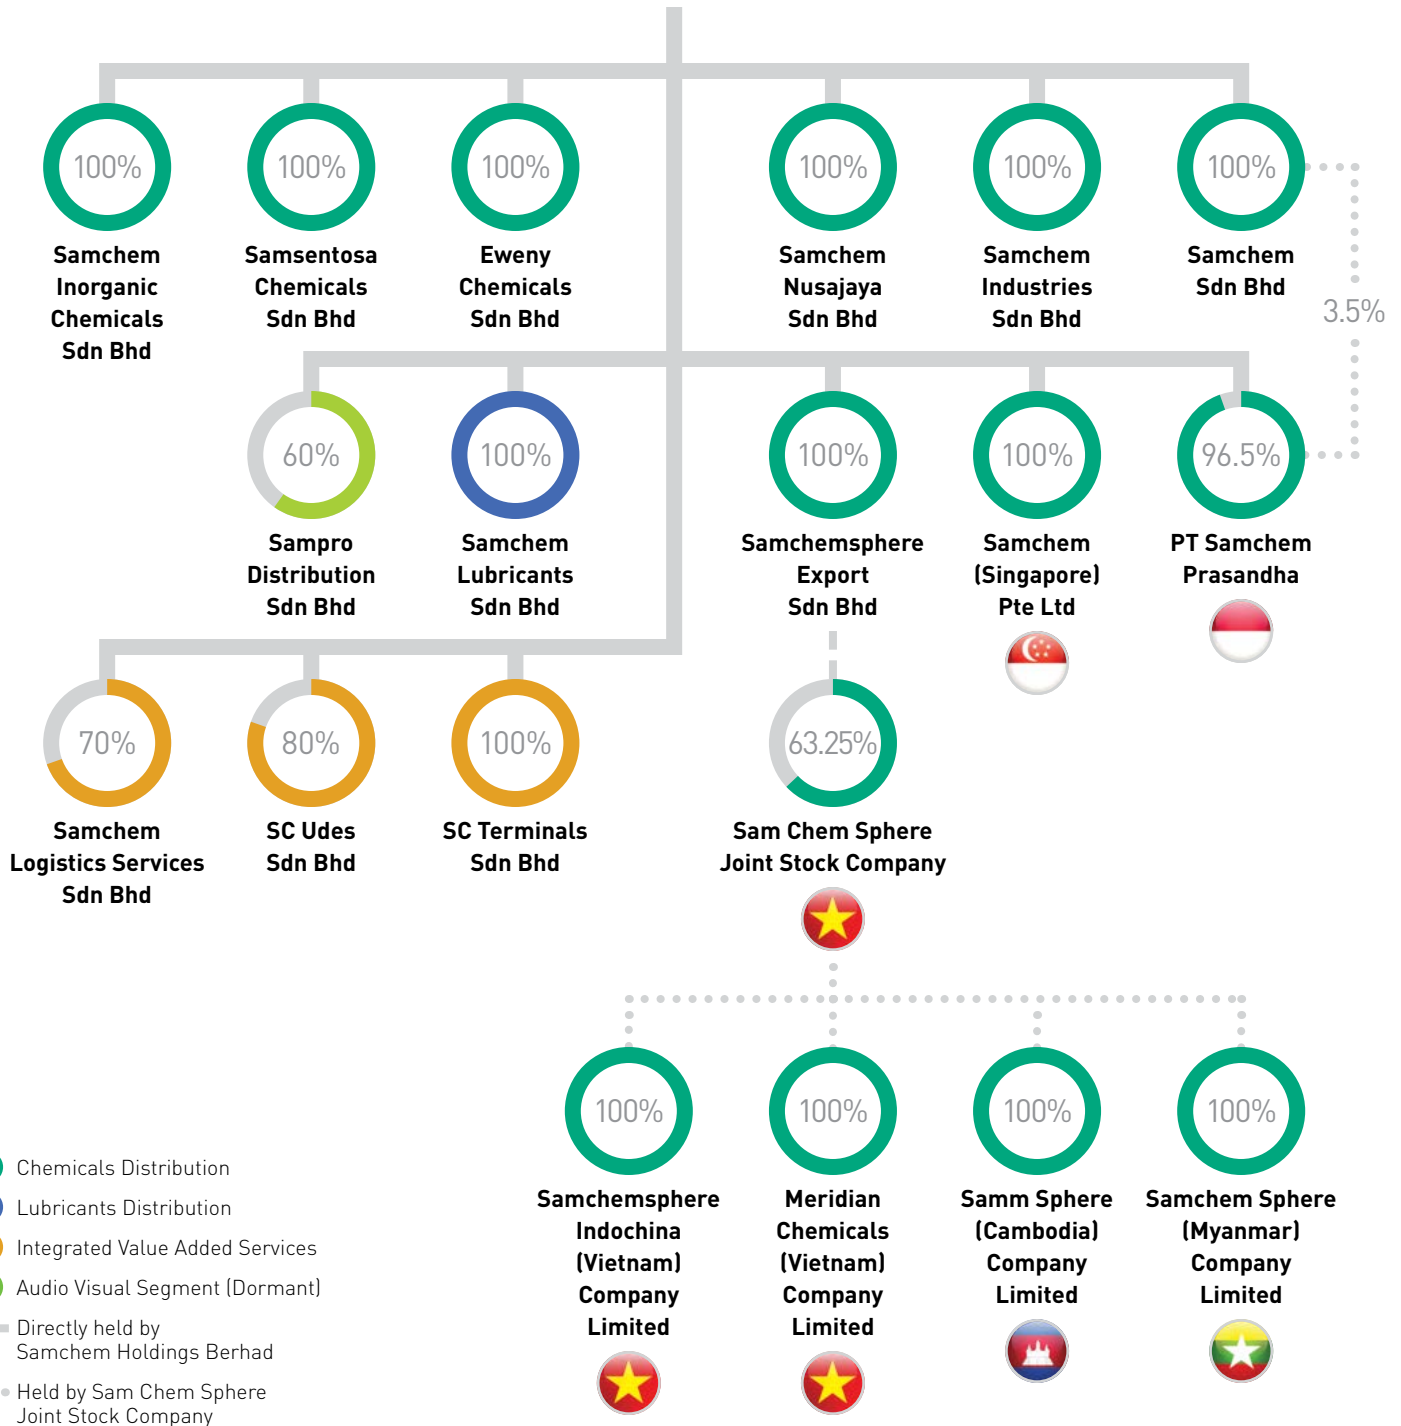 100%
100%
100%
100%
100%
100%
Samchem
Inorganic
Chemicals
Sdn Bhd
Samsentosa
Chemicals
Sdn Bhd
Eweny
Chemicals
Sdn Bhd
Samchem
Nusajaya
Sdn Bhd
Samchem
Industries
Sdn Bhd
Samchem
Sdn Bhd
3.5%
60%
100%
100%
100%
96.5%
Sampro
Distribution
Sdn Bhd
Samchem
Lubricants
Sdn Bhd
Samchemsphere
Export
Sdn Bhd
Samchem
(Singapore)
Pte Ltd
PT Samchem
Prasandha
70%
80%
100%
63.25%
Samchem
Logistics Services
Sdn Bhd
SC Udes
Sdn Bhd
SC Terminals
Sdn Bhd
Sam Chem Sphere
Joint Stock Company
100%
100%
100%
100%
Samchemsphere
Indochina
(Vietnam)
Company
Limited
Meridian
Chemicals
(Vietnam)
Company
Limited
Samm Sphere
(Cambodia)
Company
Limited
Samchem Sphere
(Myanmar)
Company
Limited
Chemicals Distribution
Lubricants Distribution
Integrated Value Added Services
Audio Visual Segment (Dormant)
Directly held by
Samchem Holdings Berhad
Held by Sam Chem Sphere
Joint Stock Company